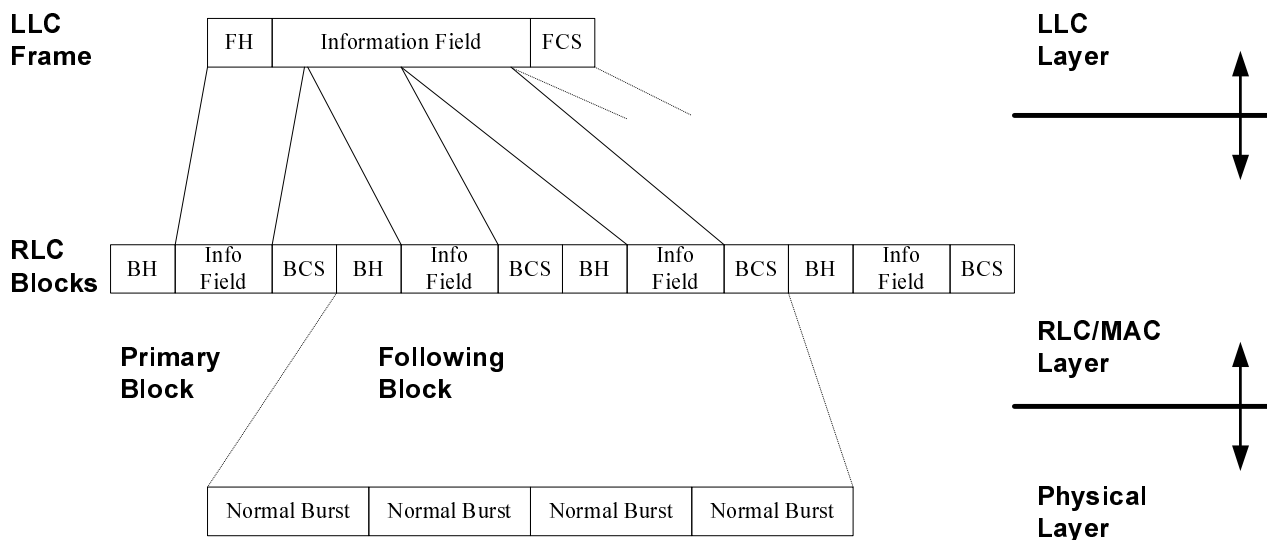 LLC
Frame
FH
Information Field
FCS
LLC
Layer
RLC
Blocks
BH
Info
Field
BCS
BH
Info
Field
BCS
BH
Info
Field
BCS
BH
Info
Field
BCS
Primary
Block
Following
Block
RLC/MAC
Layer
Normal Burst
Normal Burst
Normal Burst
Normal Burst
Physical
Layer